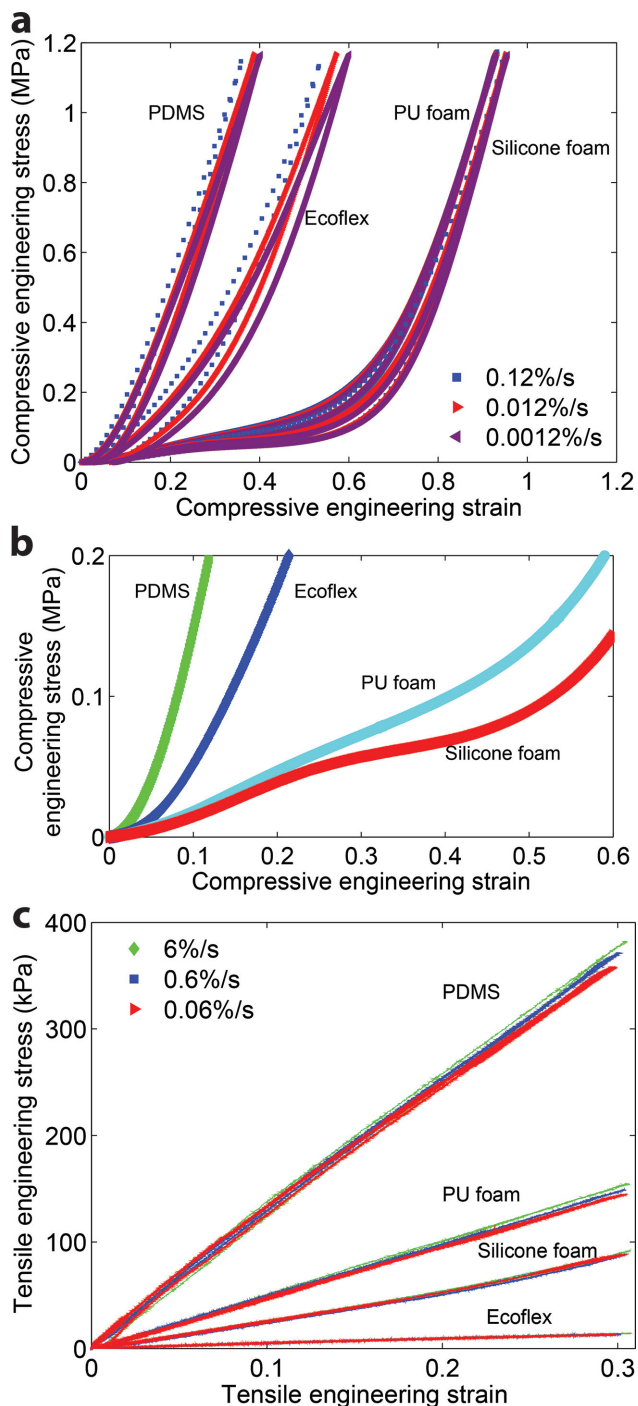 a
Compressive engineering stress (MPa)
1.2
1
0.8
0.6
0.4
0.2
0
PDMS
PU foam
Silicone foam
Ecoflex
0.12%/s
0.012%/s
0.0012%/s
0
0.2
0.4
0.6
0.8
1
1.2
Compressive engineering strain
b
Compressive
engineering stress (MPa)
0.2
0.1
0
PDMS
Ecoflex
PU foam
Silicone foam
0
0.1
0.2
0.3
0.4
0.5
0.6
Compressive engineering strain
c
Tensile engineering stress (kPa)
400
300
200
100
0
6%/s
0.6%/s
0.06%/s
PDMS
PU foam
Silicone foam
Ecoflex
0
0.1
0.2
0.3
Tensile engineering strain